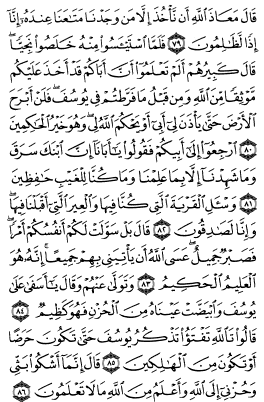 قَالَ مَعَاذَ ٱللَّهِ أَن نَّأْخُذَ إِلَّا مَن وَجَدْنَا مَتَٰعَنَا عِندَهُۥٓ إِنَّآ
إِذًا لَّظَٰلِمُونَ ٧٩ فَلَمَّا ٱسْتَيْـَٔسُوا۟ مِنْهُ خَلَصُوا۟ نَجِيًّا ۖ
قَالَ كَبِيرُهُمْ أَلَمْ تَعْلَمُوٓا۟ أَنَّ أَبَاكُمْ قَدْ أَخَذَ عَلَيْكُم
مَّوْثِقًا مِّنَ ٱللَّهِ وَمِن قَبْلُ مَا فَرَّطتُمْ فِى يُوسُفَ ۖ فَلَنْ أَبْرَحَ
ٱلْأَرْضَ حَتَّىٰ يَأْذَنَ لِىٓ أَبِىٓ أَوْ يَحْكُمَ ٱللَّهُ لِى ۖ وَهُوَ خَيْرُ ٱلْحَٰكِمِينَ
٨٠ ٱرْجِعُوٓا۟ إِلَىٰٓ أَبِيكُمْ فَقُولُوا۟ يَٰٓأَبَانَآ إِنَّ ٱبْنَكَ سَرَقَ
وَمَا شَهِدْنَآ إِلَّا بِمَا عَلِمْنَا وَمَا كُنَّا لِلْغَيْبِ حَٰفِظِينَ
٨١ وَسْـَٔلِ ٱلْقَرْيَةَ ٱلَّتِى كُنَّا فِيهَا وَٱلْعِيرَ ٱلَّتِىٓ أَقْبَلْنَا فِيهَا ۖ
وَإِنَّا لَصَٰدِقُونَ ٨٢ قَالَ بَلْ سَوَّلَتْ لَكُمْ أَنفُسُكُمْ أَمْرًا ۖ
فَصَبْرٌ جَمِيلٌ ۖ عَسَى ٱللَّهُ أَن يَأْتِيَنِى بِهِمْ جَمِيعًا ۚ إِنَّهُۥ هُوَ
ٱلْعَلِيمُ ٱلْحَكِيمُ ٨٣ وَتَوَلَّىٰ عَنْهُمْ وَقَالَ يَٰٓأَسَفَىٰ عَلَىٰ
يُوسُفَ وَٱبْيَضَّتْ عَيْنَاهُ مِنَ ٱلْحُزْنِ فَهُوَ كَظِيمٌ ٨٤
قَالُوا۟ تَٱللَّهِ تَفْتَؤُا۟ تَذْكُرُ يُوسُفَ حَتَّىٰ تَكُونَ حَرَضًا
أَوْ تَكُونَ مِنَ ٱلْهَٰلِكِينَ ٨٥ قَالَ إِنَّمَآ أَشْكُوا۟ بَثِّى
وَحُزْنِىٓ إِلَى ٱللَّهِ وَأَعْلَمُ مِنَ ٱللَّهِ مَا لَا تَعْلَمُونَ ٨٦